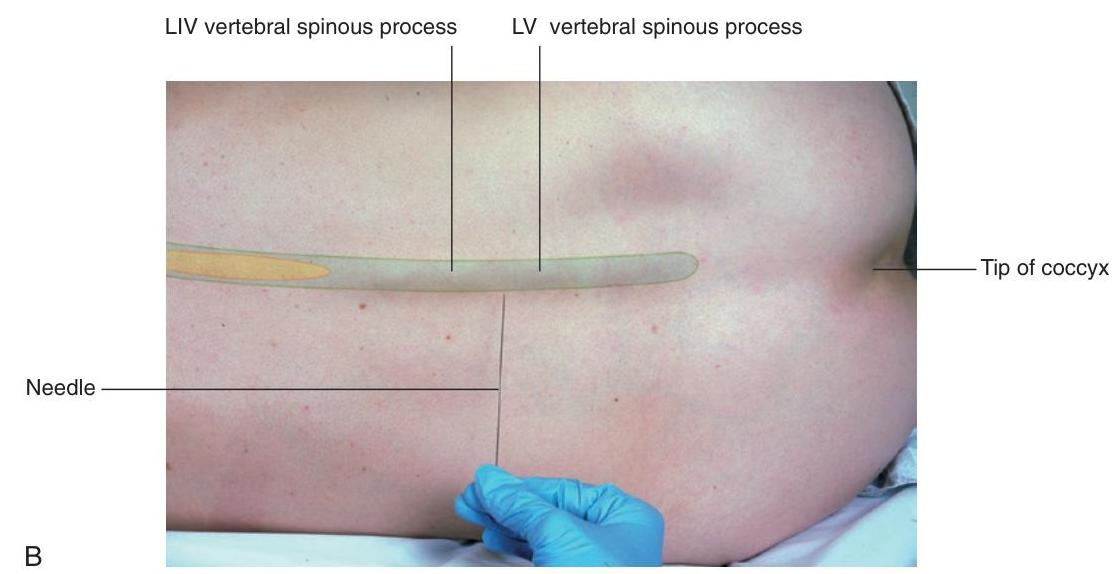 LIV vertebral spinous process
LV vertebral spinous process
Tip of coccyx
Needle
B